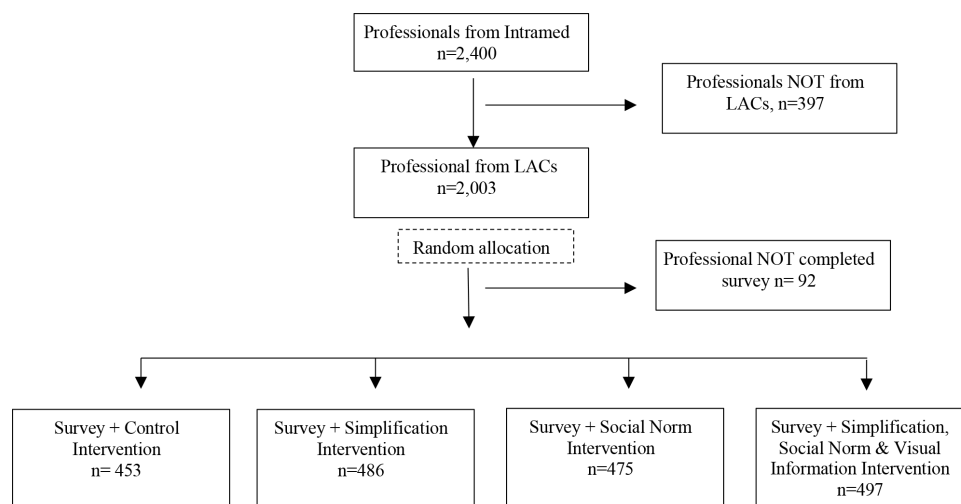 Professionals from Intramed
n=2,400
Professionals NOT from
LACs, n=397
Professional from LACs
n=2,003
Random allocation
Professional NOT completed
survey n= 92
Survey + Control
Intervention
n= 453
Survey + Simplification
Intervention
n=486
Survey + Social Norm
Intervention
n=475
Survey + Simplification,
Social Norm & Visual
Information Intervention
n=497